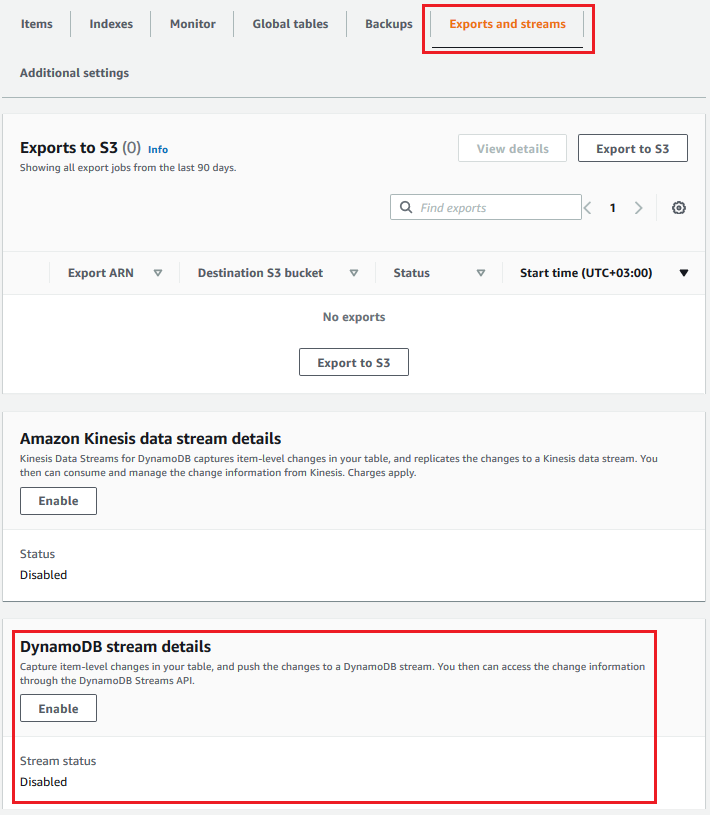 Items Indexes Monitor Global tables Backups Exports and streams
Additional settings
Exports to S3 (0) Info View details Export to S3
Showing all export jobs from the last 90 days.
Find exports 1
Export ARN Destination S3 bucket Status Start time (UTC+03:00)
No exports
Export to S3
Amazon Kinesis data stream details
Kinesis Data Streams for DynamoDB captures item-level changes in your table, and replicates the changes to a Kinesis data stream. You
then can consume and manage the change information from Kinesis. Charges apply.
Enable
Status
Disabled
DynamoDB stream details
Capture item-level changes in your table, and push the changes to a DynamoDB stream. You then can access the change information
through the DynamoDB Streams API.
Enable
Stream status
Disabled